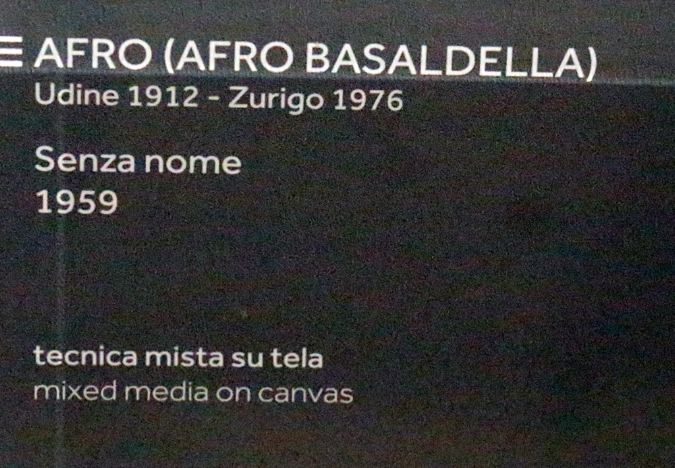 AFRO (AFRO BASALDELLA)
Udine 1912 - Zurigo 1976
Senza nome
1959
tecnica mista su tela
mixed media on canvas